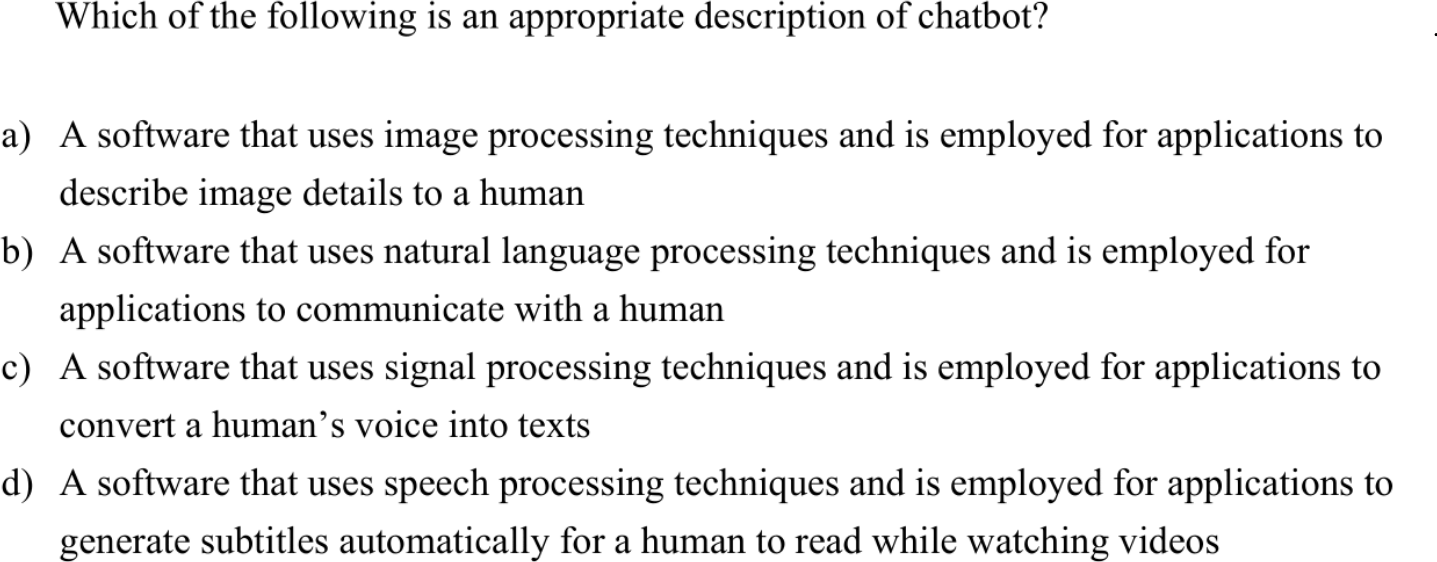 Which of the following is an appropriate description of chatbot?
a) A software that uses image processing techniques and is employed for applications to
describe image details to a human
b) A software that uses natural language processing techniques and is employed for
applications to communicate with a human
c) A software that uses signal processing techniques and is employed for applications to
convert a human’s voice into texts
d) A software that uses speech processing techniques and is employed for applications to
generate subtitles automatically for a human to read while watching videos